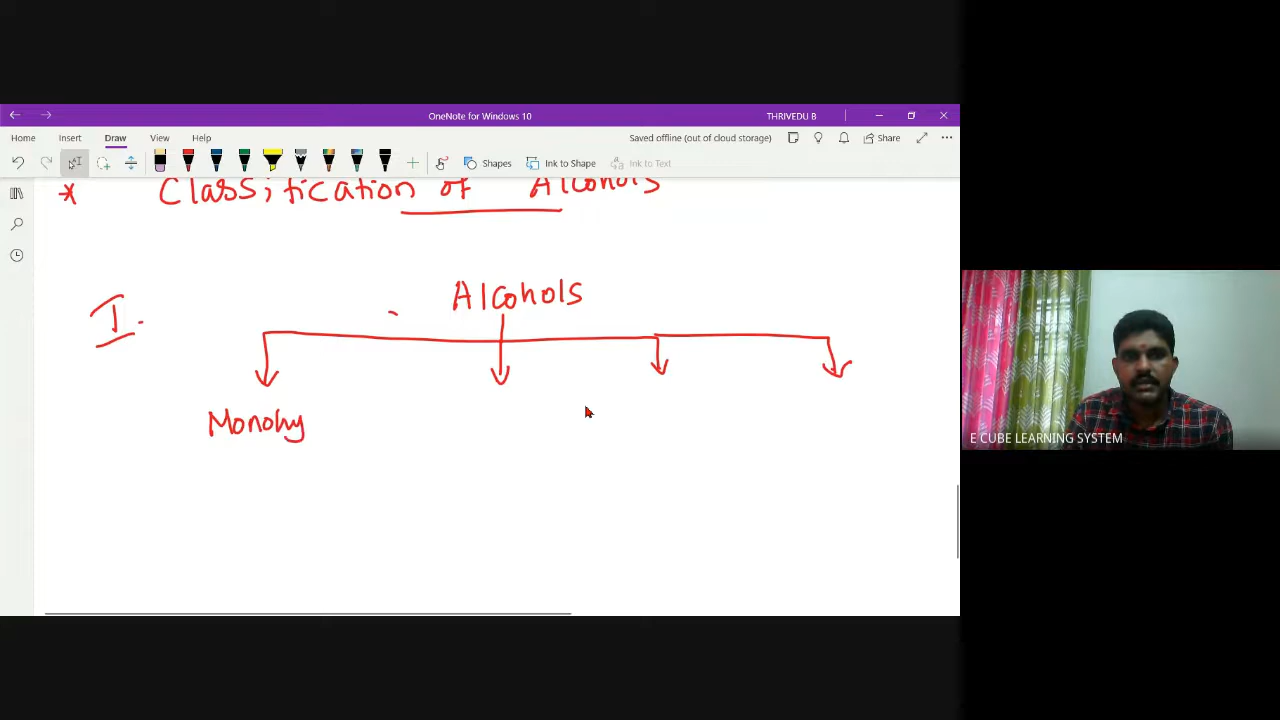 OneNote for Windows 10
THRIVEDU B
Home Insert Draw View Help
Saved offline (out of cloud storage)
Share
Shapes
Ink to Shape
Ink to Text
* Classification of Alcohols
I.
Alcohols
Monohy
E CUBE LEARNING SYSTEM